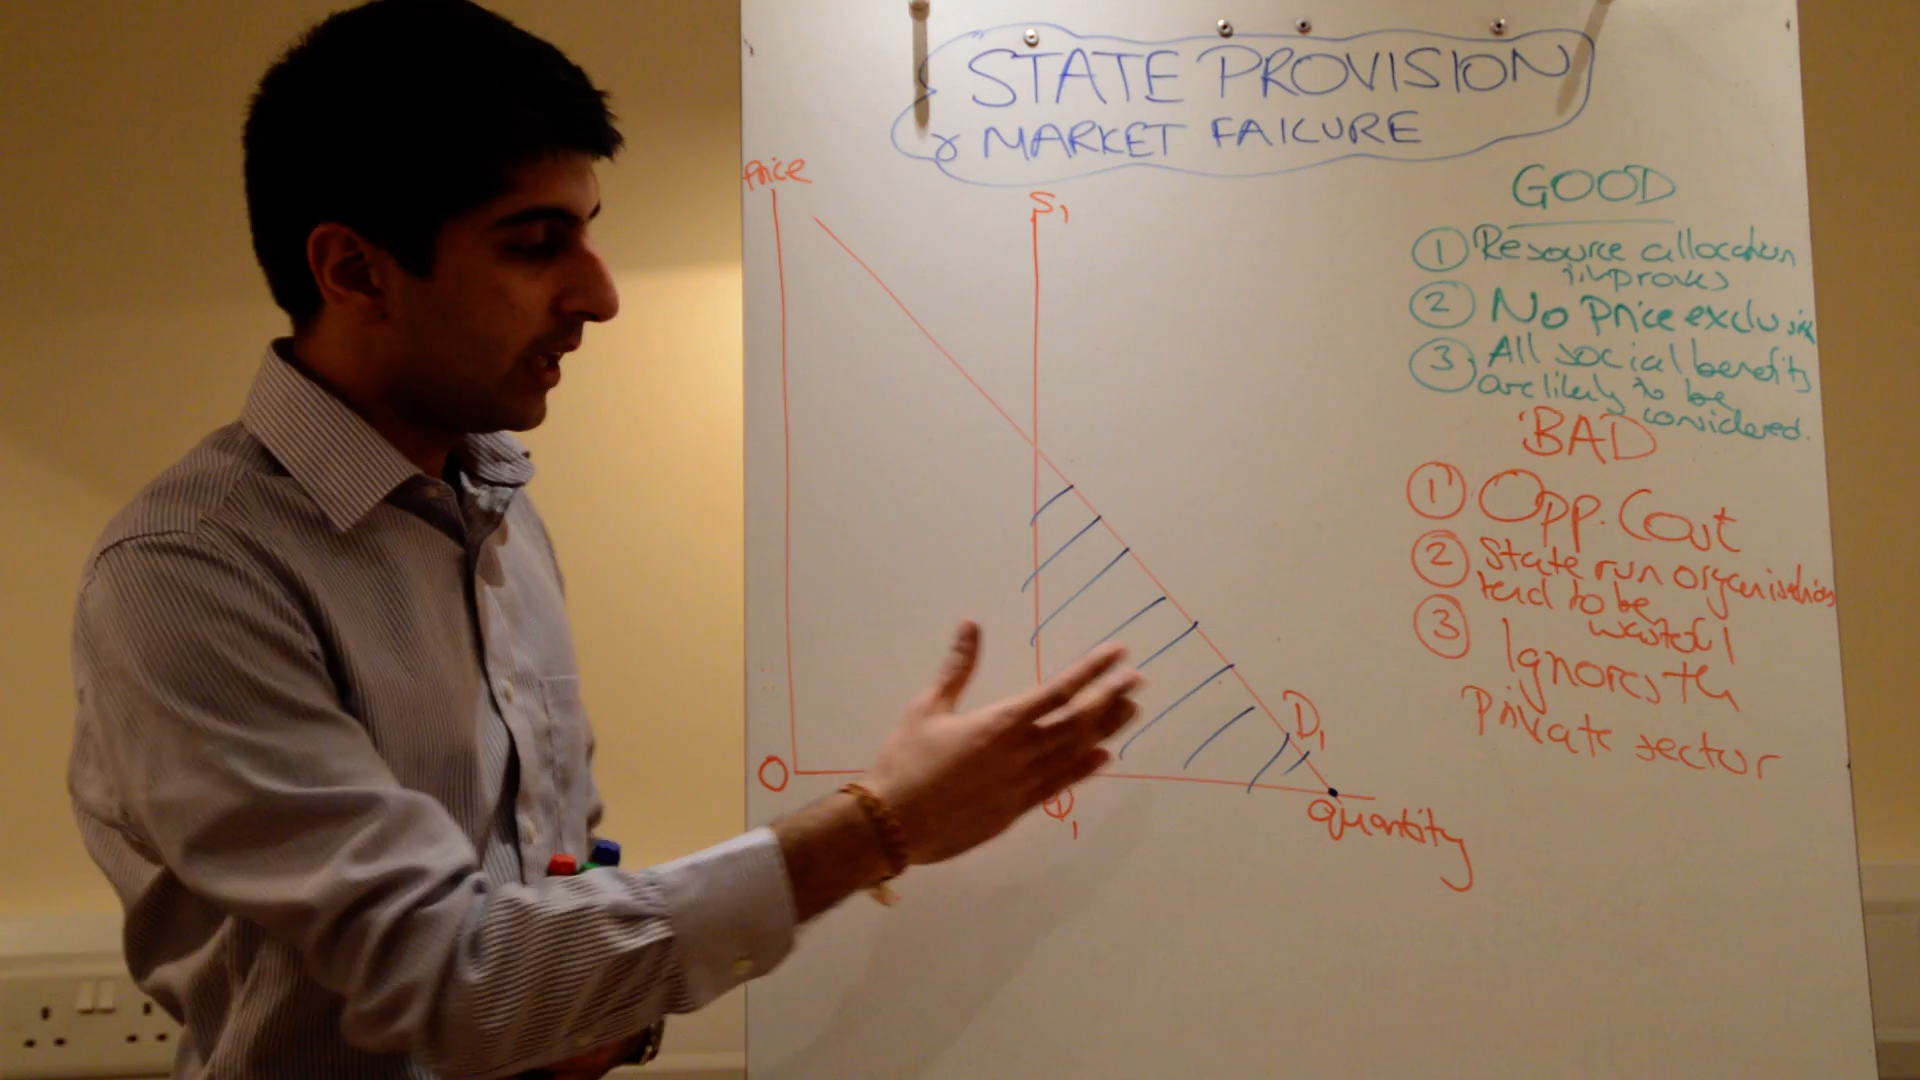 STATE PROVISION
& MARKET FAILURE
Price
S1
D1
O
Q1
Quantity
GOOD
① Resource allocation
improves
② No Price exclusion
③ All social benefits
are likely to be
considered.
BAD
① Opp. Cost
② State run organisations
tend to be
wasteful
③ Ignores the
Private sector